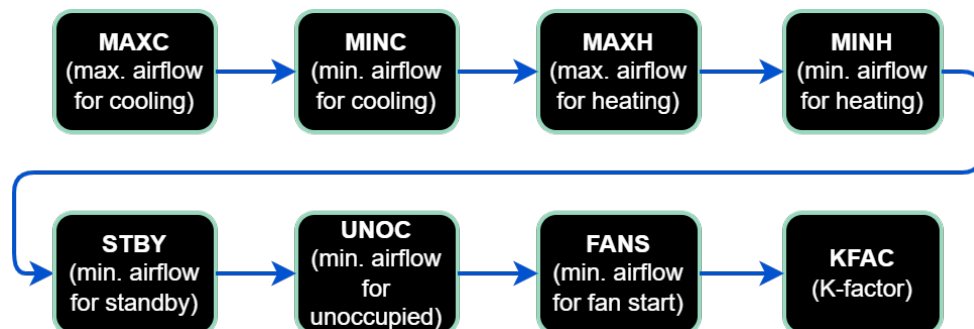 MAXC
(max. airflow
for cooling)
MINC
(min. airflow
for cooling)
MAXH
(max. airflow
for heating)
MINH
(min. airflow
for heating)
STBY
(min. airflow
for standby)
UNOC
(min. airflow
for
unoccupied)
FANS
(min. airflow
for fan start)
KFAC
(K-factor)